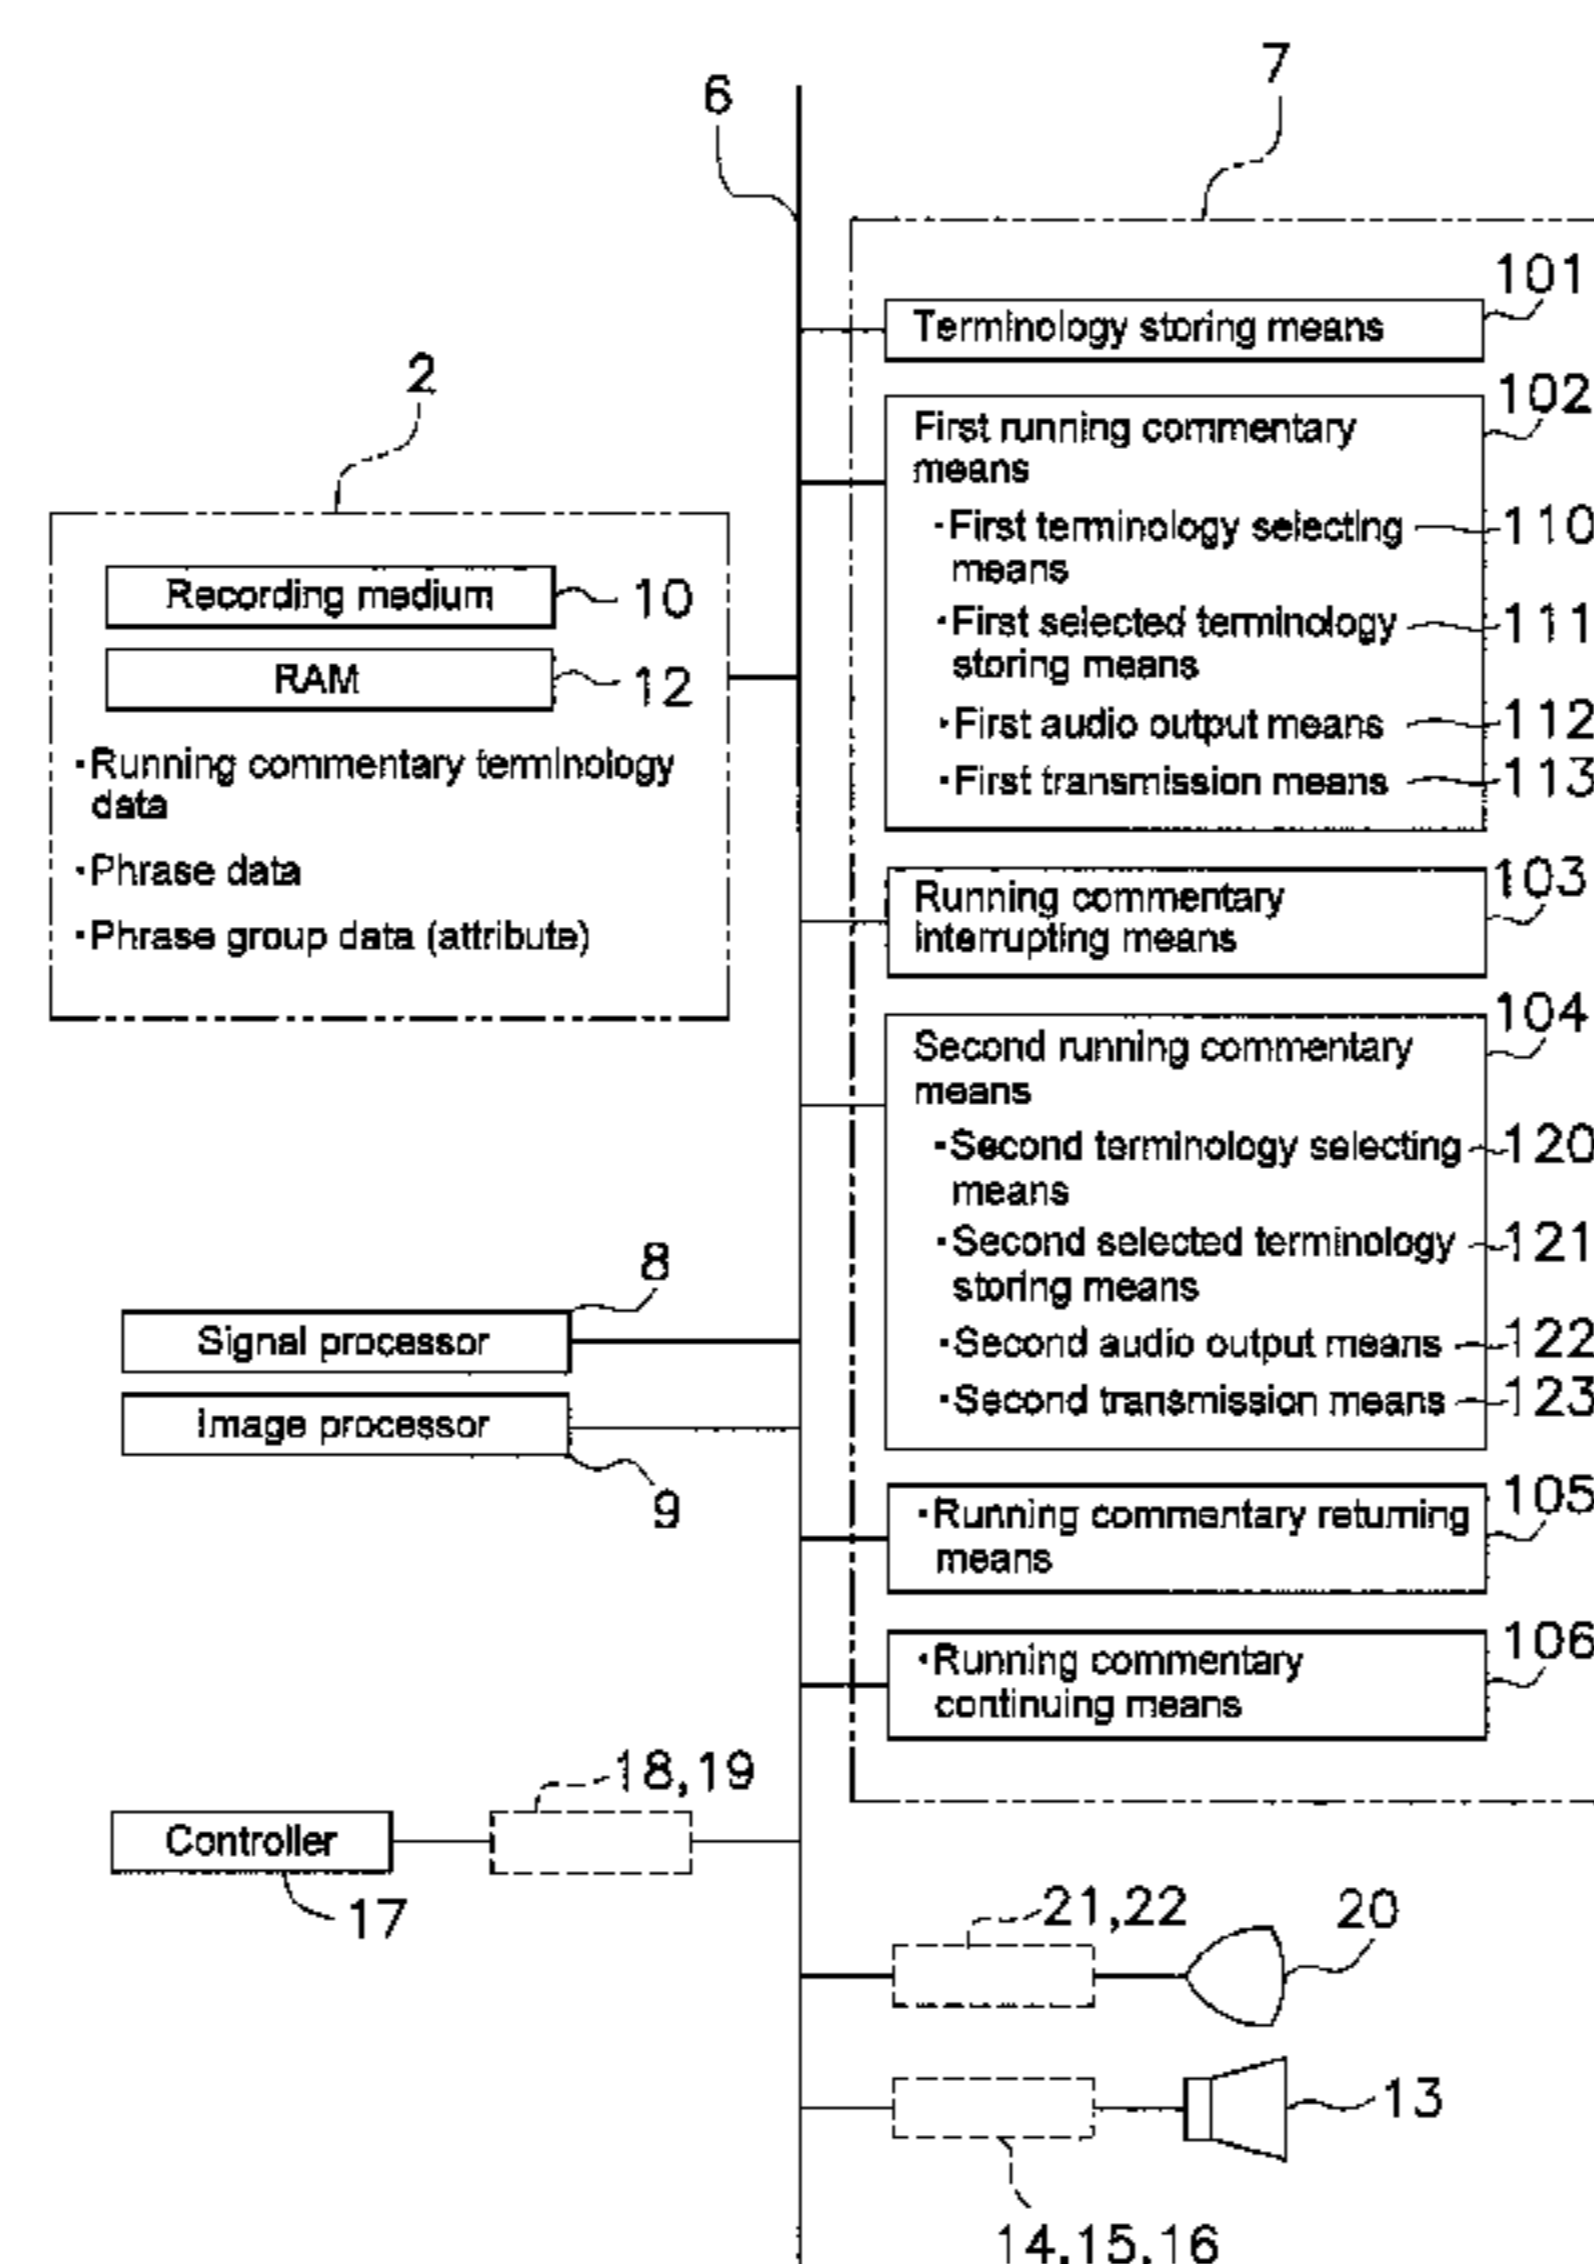 7
6
101
Terminology storing means
2
102
First running commentary
means
・First terminology selecting
110
means
Recording medium
10
・First selected terminology
111
storing means
RAM
12
・First audio output means
112
・Running commentary terminology
data
・First transmission means
113
・Phrase data
103
Running commentary
interrupting means
・Phrase group data (attribute)
104
Second running commentary
means
・Second terminology selecting
120
means
・Second selected terminology
121
storing means
8
Signal processor
・Second audio output means
122
・Second transmission means
123
Image processor
9
105
・Running commentary returning
means
106
・Running commentary
continuing means
18,19
Controller
17
21,22
20
13
14,15,16